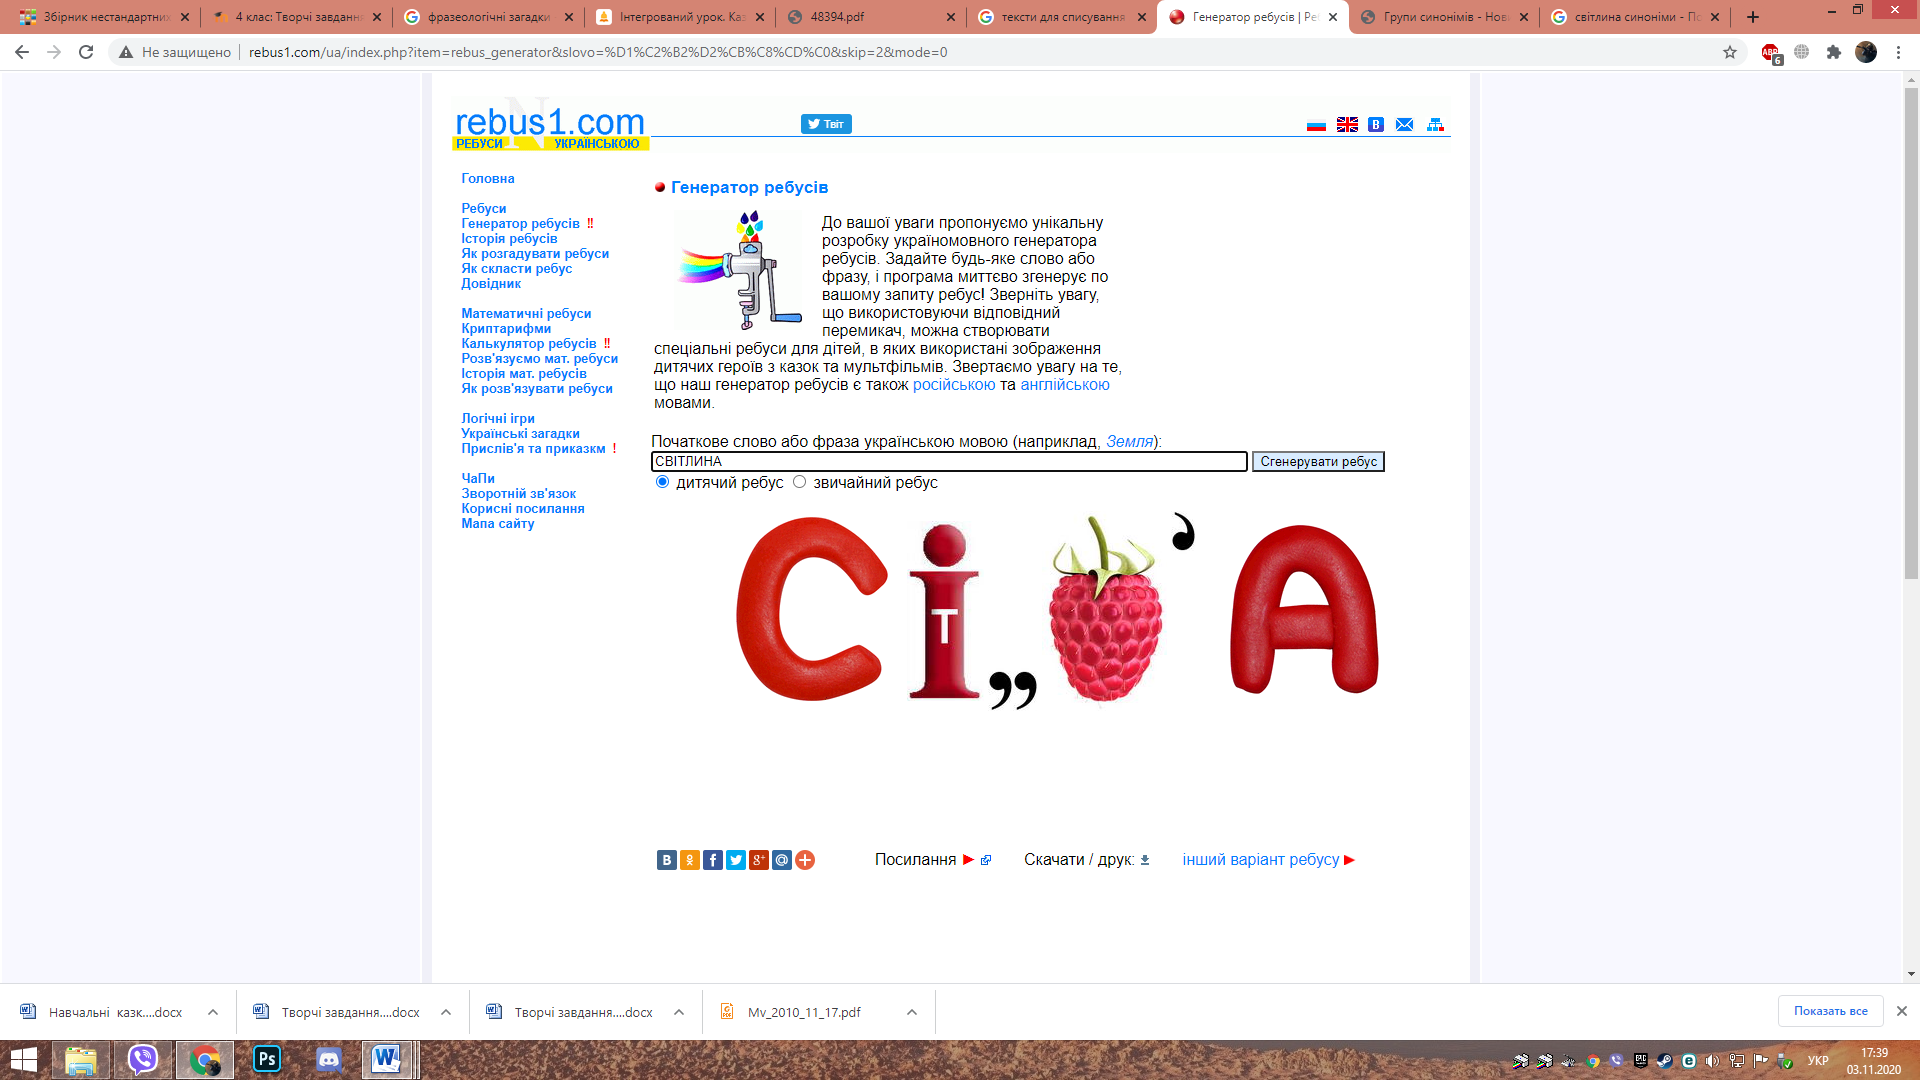 Збірник нестандартних
4 клас: Творчі завдання
фразеологічні загадки
Інтегрований урок. Каз
48394.pdf
тексти для списування
Генератор ребусів | Реб
Групи синонімів - Нова
світлина синоніми - По
Не защищено
rebus1.com/ua/index.php?item=rebus_generator&slovo=%D1%C2%B2%D2%CB%C8%CD%C0&skip=2&mode=0
ABP
6
rebus1.com
N
РЕБУСИ УКРАЇНСЬКОЮ
Твіт
B
Головна
Ребуси
Генератор ребусів !!
Історія ребусів
Як розгадувати ребуси
Як скласти ребус
Довідник
Математичні ребуси
Криптарифми
Калькулятор ребусів !!
Розв'язуємо мат. ребуси
Історія мат. ребусів
Як розв'язувати ребуси
Логічні ігри
Українські загадки
Прислів'я та приказкм !
ЧаПи
Зворотній зв'язок
Корисні посилання
Мапа сайту
Генератор ребусів
До вашої уваги пропонуємо унікальну
розробку україномовного генератора
ребусів. Задайте будь-яке слово або
фразу, і програма миттєво згенерує по
вашому запиту ребус! Зверніть увагу,
що використовуючи відповідний
перемикач, можна створювати
спеціальні ребуси для дітей, в яких використані зображення
дитячих героїв з казок та мультфільмів. Звертаємо увагу на те,
що наш генератор ребусів є також російською та англійською
мовами.
Початкове слово або фраза українською мовою (наприклад, Земля):
СВІТЛИНА
Сгенерувати ребус
дитячий ребус звичайний ребус
С і Т ,, ' А
Посилання
Скачати / друк:
інший варіант ребусу
Навчальні казк....docx
Творчі завдання....docx
Творчі завдання....docx
Mv_2010_11_17.pdf
Показать все
Ps
W
УКР
17:39
03.11.2020